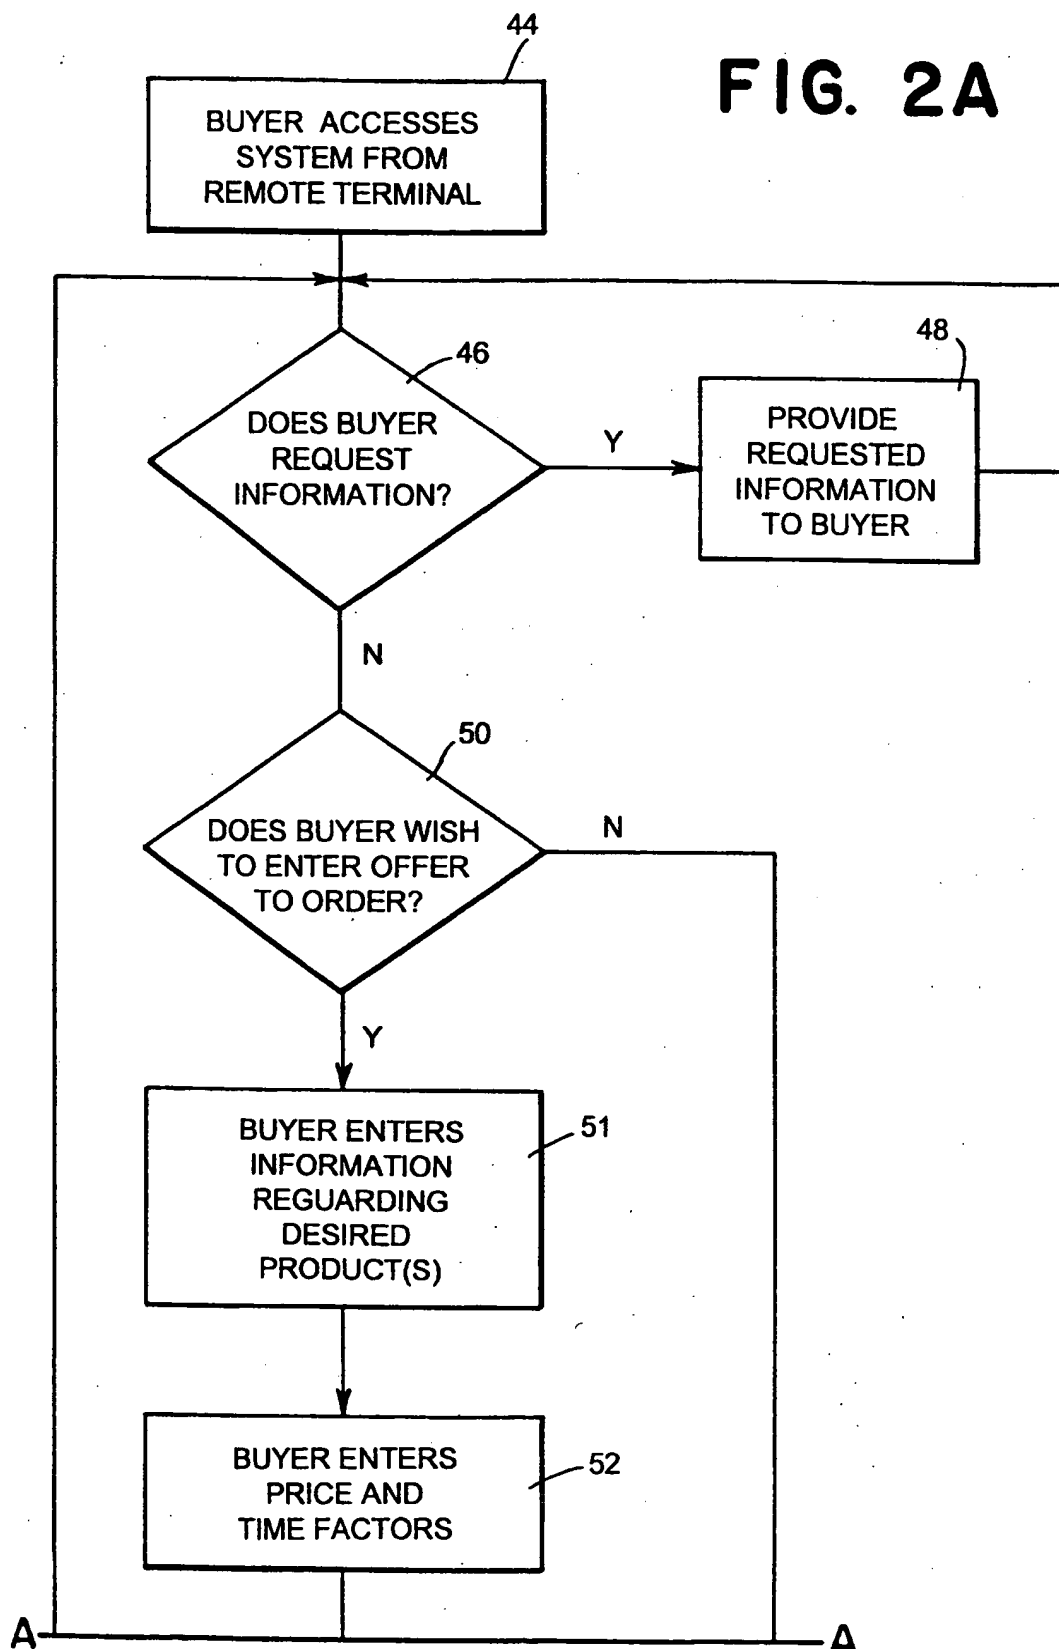 44
FIG. 2A
BUYER ACCESSES
SYSTEM FROM
REMOTE TERMINAL
46
48
DOES BUYER
REQUEST
INFORMATION?
Y
PROVIDE
REQUESTED
INFORMATION
TO BUYER
N
50
DOES BUYER WISH
TO ENTER OFFER
TO ORDER?
N
Y
51
BUYER ENTERS
INFORMATION
REGUARDING
DESIRED
PRODUCT(S)
52
BUYER ENTERS
PRICE AND
TIME FACTORS
A
A